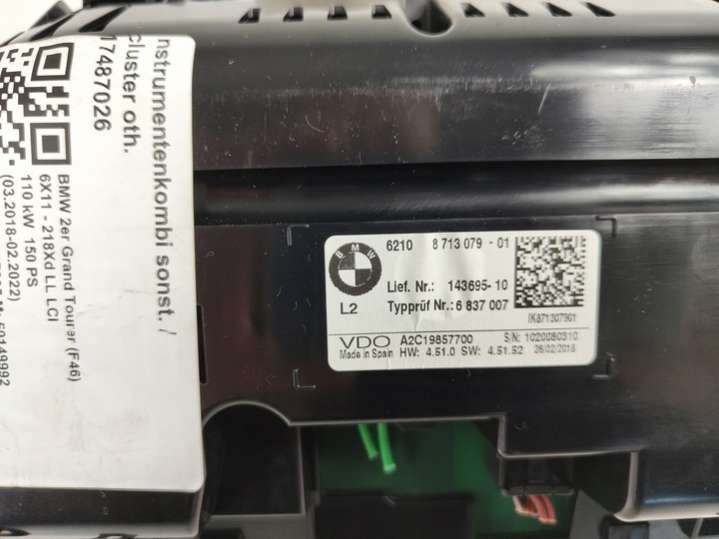 nstrumentenkombi sonst. /
cluster oth.
17487026
BMW 2er Grand Tourer (F46)
6X11 - 218Xd LL LCI
110 kW 150 PS
(03.2018-02.2022)
BMW
6210 8 713 079 - 01
Lief. Nr.: 143695-10
L2 Typprüf Nr.: 6 837 007
VDO A2C19857700 S/N: 1020080310
Made in Spain HW: 4.51.0 SW: 4.51.52 26/02/2018